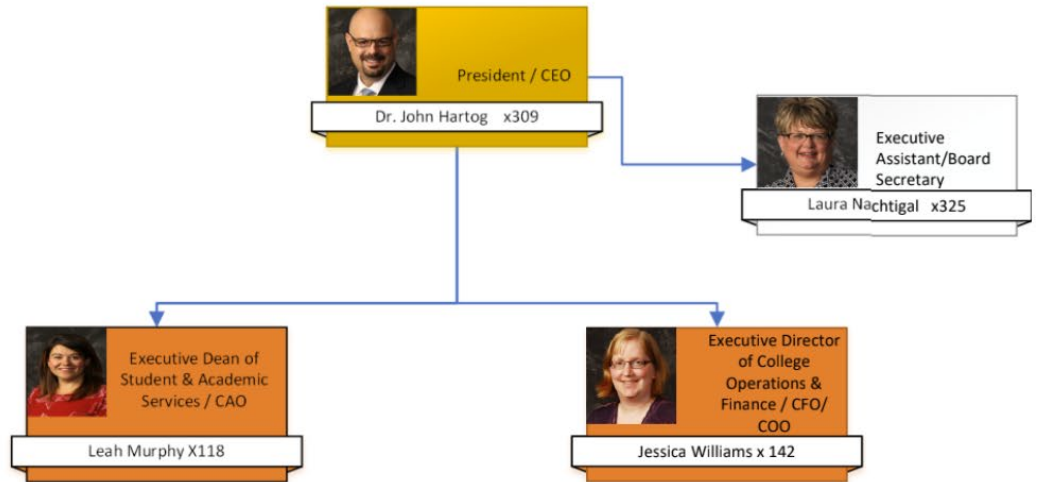 President / CEO
Dr. John Hartog x309
Executive
Assistant/Board
Secretary
Laura Nachtigal x325
Executive Dean of
Student & Academic
Services / CAO
Leah Murphy X118
Executive Director
of College
Operations &
Finance / CFO/
COO
Jessica Williams x 142